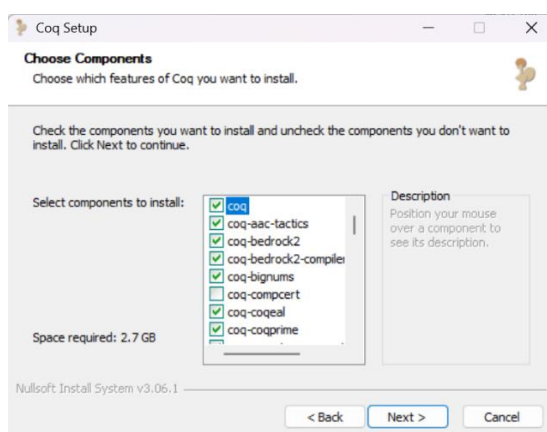 Coq Setup
Choose Components
Choose which features of Coq you want to install.
Check the components you want to install and uncheck the components you don't want to
install. Click Next to continue.
Select components to install:
coq
coq-aac-tactics
coq-bedrock2
coq-bedrock2-compiler
coq-bignums
coq-compcert
coq-coqeal
coq-coqprime
Description
Position your mouse
over a component to
see its description.
Space required: 2.7 GB
Nullsoft Install System v3.06.1
< Back
Next >
Cancel